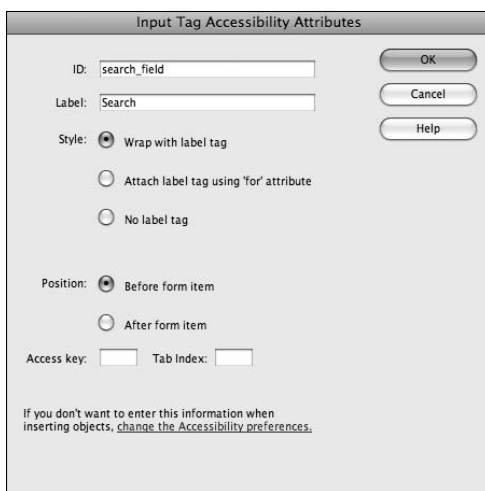 Input Tag Accessibility Attributes
ID: search_field
OK
Label: Search
Cancel
Style: Wrap with label tag
Help
Attach label tag using 'for' attribute
No label tag
Position: Before form item
After form item
Access key: Tab Index:
If you don't want to enter this information when
inserting objects, change the Accessibility preferences.